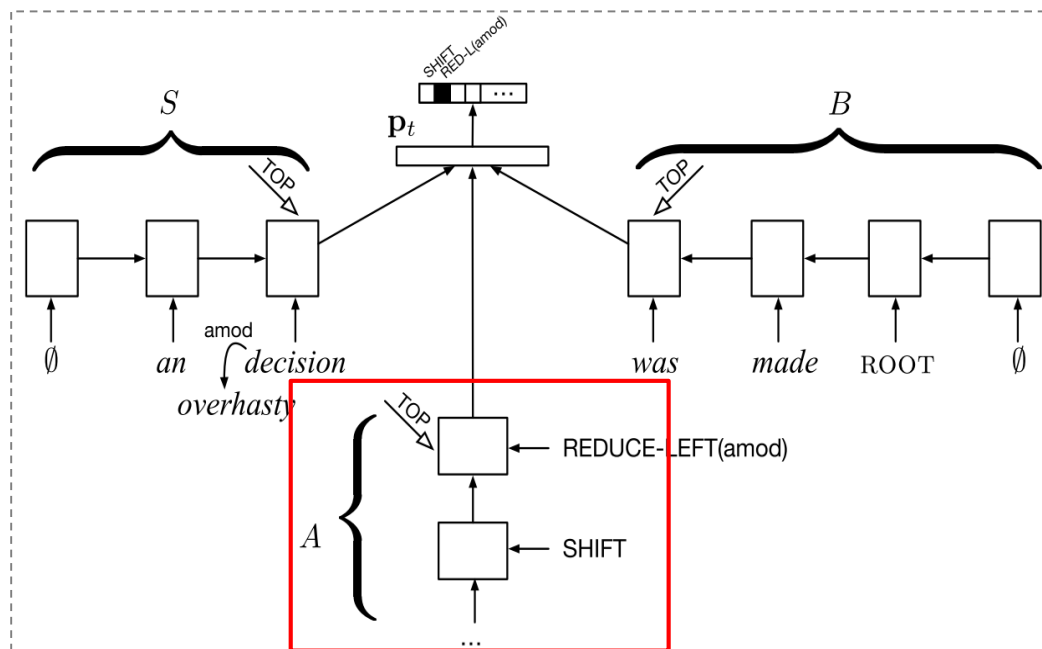 SHIFT
RED-L(amod)
...
S
p_t
B
TOP
TOP
∅
an
amod
decision
overhasty
was
made
ROOT
∅
TOP
REDUCE-LEFT(amod)
A
SHIFT
...